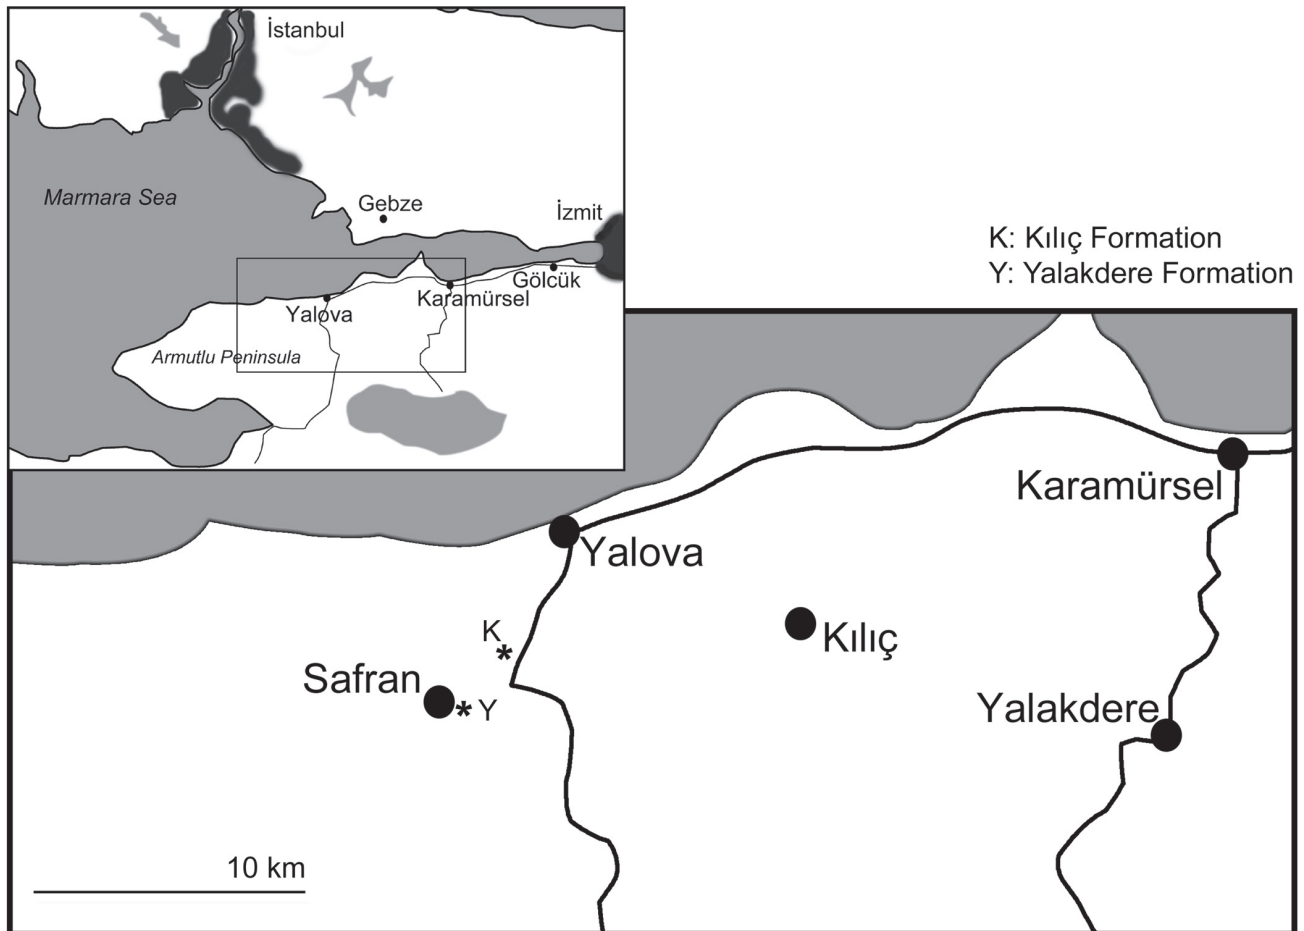 İstanbul
Marmara Sea
Gebze
İzmit
Gölcük
Karamürsel
Yalova
Armutlu Peninsula
K: Kılıç Formation
Y: Yalakdere Formation
Karamürsel
Yalova
Kılıç
K
*
Safran
* Y
Yalakdere
10 km